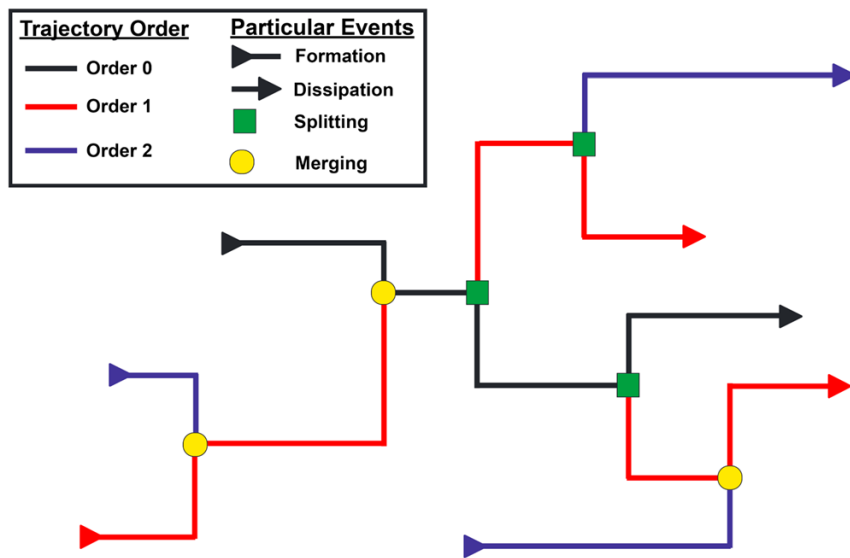 Trajectory Order
Order 0
Order 1
Order 2
Particular Events
Formation
Dissipation
Splitting
Merging